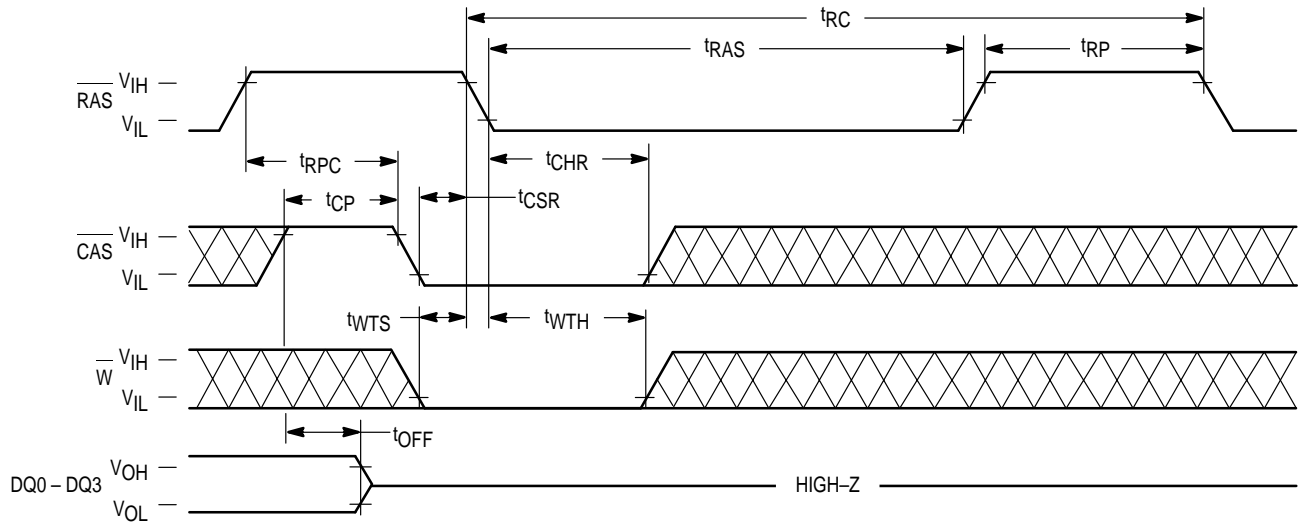 tRC
tRAS
tRP
RAS
VIH
VIL
tRPC
tCHR
tCP
tCSR
CAS
VIH
VIL
tWTS
tWTH
W
VIH
VIL
tOFF
DQ0 – DQ3
VOH
VOL
HIGH–Z